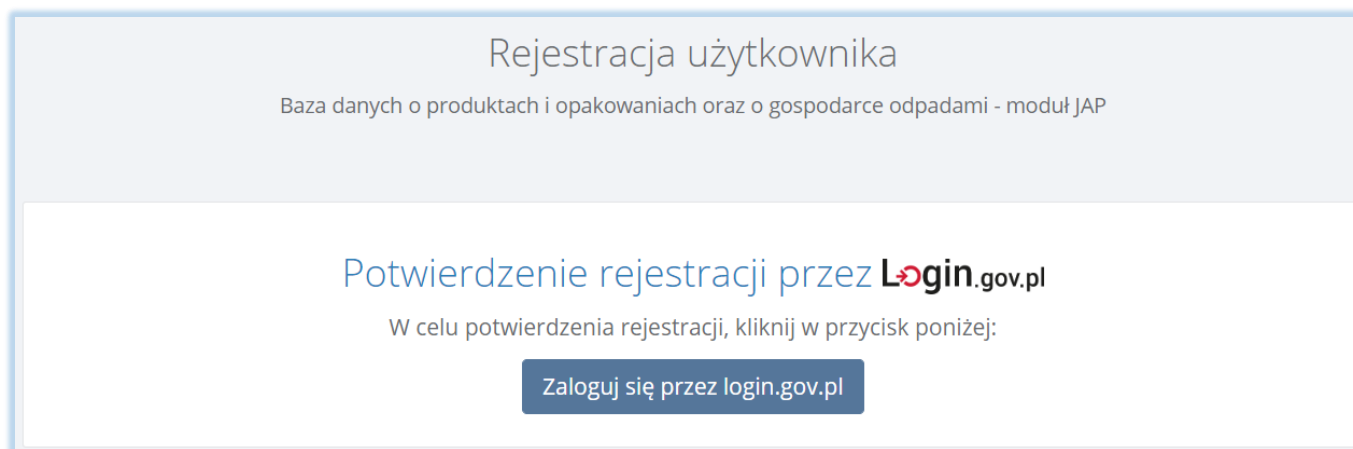 Rejestracja użytkownika
Baza danych o produktach i opakowaniach oraz o gospodarce odpadami - moduł JAP
Potwierdzenie rejestracji przez Login.gov.pl
W celu potwierdzenia rejestracji, kliknij w przycisk poniżej:
Zaloguj się przez login.gov.pl